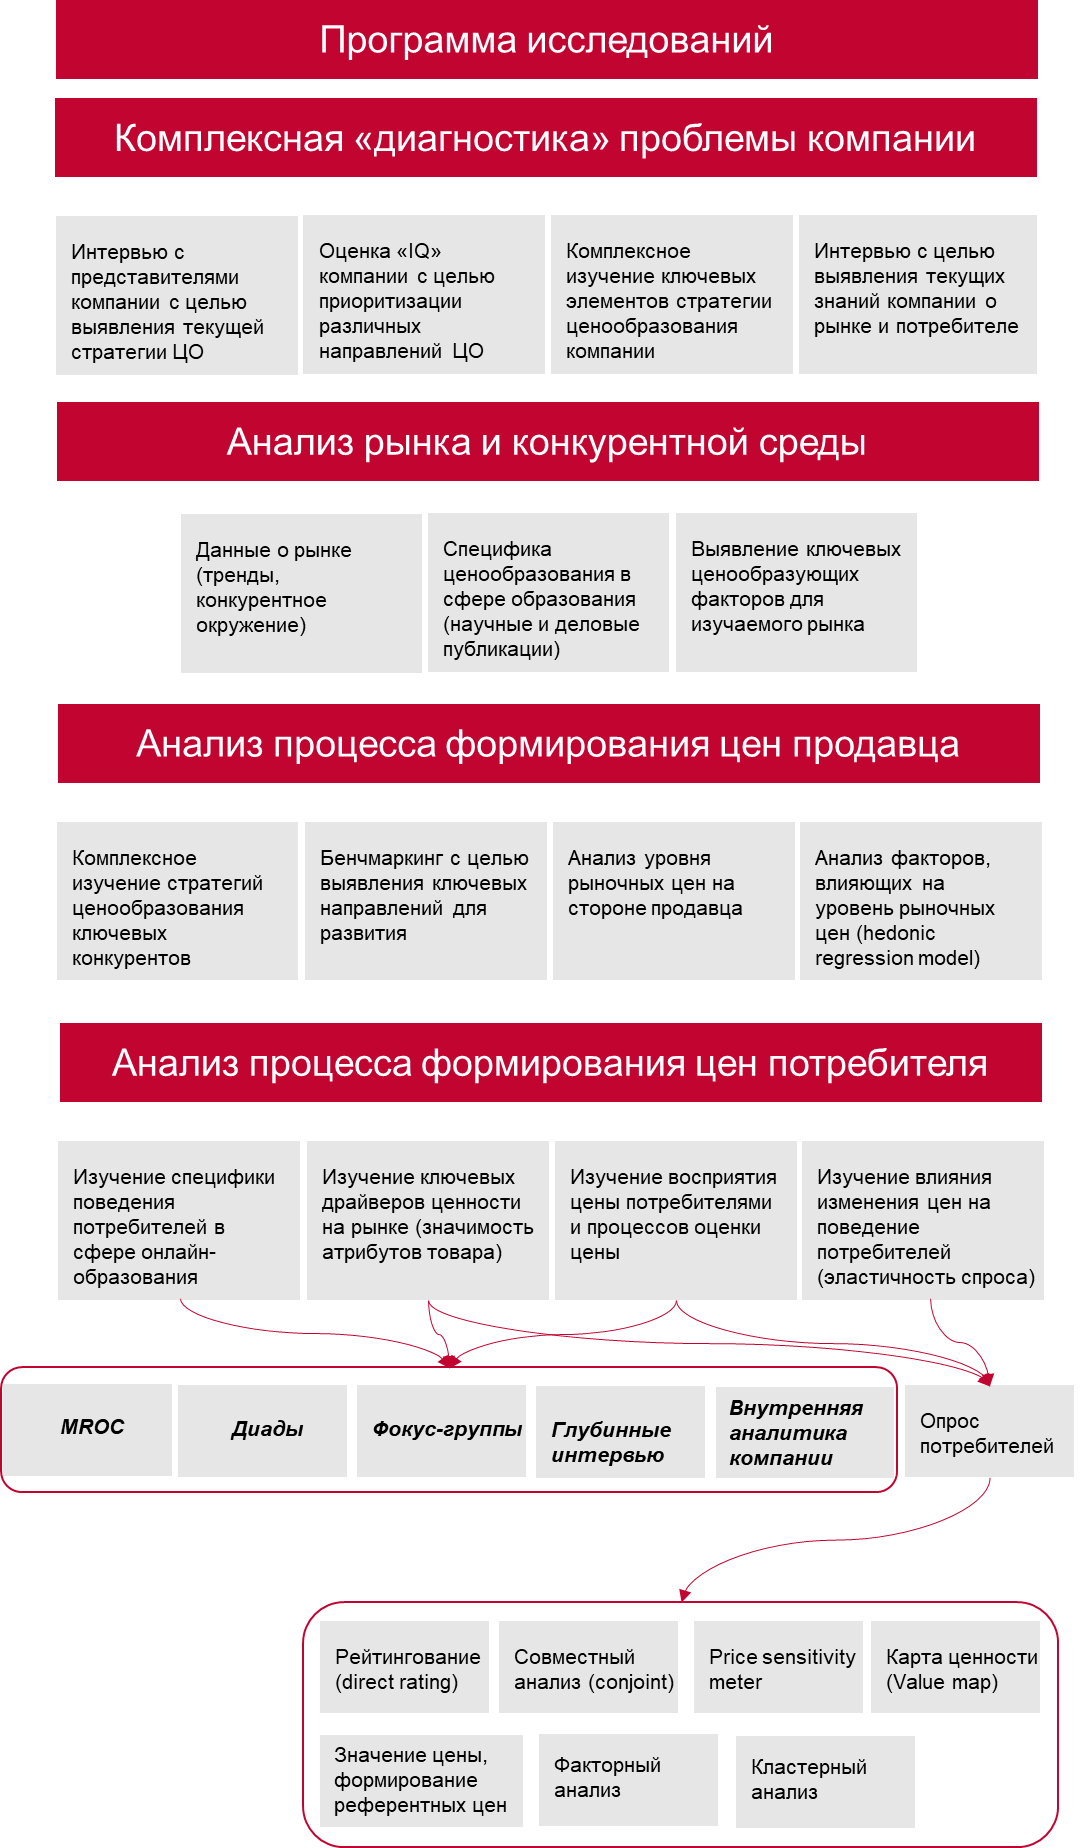 Программа исследований
Комплексная «диагностика» проблемы компании
Интервью с
представителями
компании с целью
выявления текущей
стратегии ЦО
Оценка «IQ»
компании с целью
приоритизации
различных
направлений ЦО
Комплексное
изучение ключевых
элементов стратегии
ценообразования
компании
Интервью с целью
выявления текущих
знаний компании о
рынке и потребителе
Анализ рынка и конкурентной среды
Данные о рынке
(тренды,
конкурентное
окружение)
Специфика
ценообразования в
сфере образования
(научные и деловые
публикации)
Выявление ключевых
ценообразующих
факторов для
изучаемого рынка
Анализ процесса формирования цен продавца
Комплексное
изучение стратегий
ценообразования
ключевых
конкурентов
Бенчмаркинг с целью
выявления ключевых
направлений для
развития
Анализ уровня
рыночных цен на
стороне продавца
Анализ факторов,
влияющих на
уровень рыночных
цен (hedonic
regression model)
Анализ процесса формирования цен потребителя
Изучение специфики
поведения
потребителей в
сфере онлайн-
образования
Изучение ключевых
драйверов ценности
на рынке (значимость
атрибутов товара)
Изучение восприятия
цены потребителями
и процессов оценки
цены
Изучение влияния
изменения цен на
поведение
потребителей
(эластичность спроса)
MROC
Диады
Фокус-группы
Глубинные
интервью
Внутренняя
аналитика
компании
Опрос
потребителей
Рейтингование
(direct rating)
Совместный
анализ (conjoint)
Price sensitivity
meter
Карта ценности
(Value map)
Значение цены,
формирование
референтных цен
Факторный
анализ
Кластерный
анализ